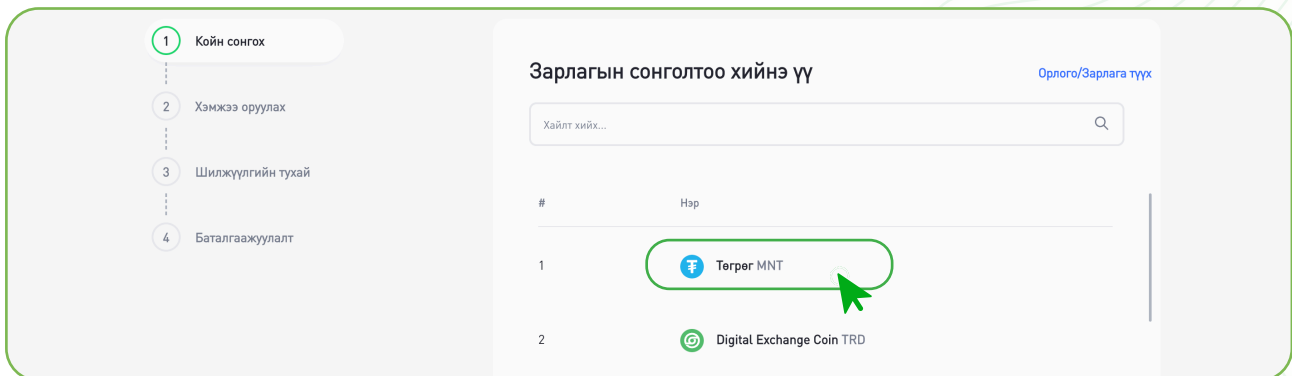 1 Койн сонгох
2 Хэмжээ оруулах
3 Шилжүүлгийн тухай
4 Баталгаажуулалт
Зарлагын сонголтоо хийнэ үү
Орлого/Зарлага түүх
Хайлт хийх...
# Нэр
1 Төгрөг MNT
2 Digital Exchange Coin TRD